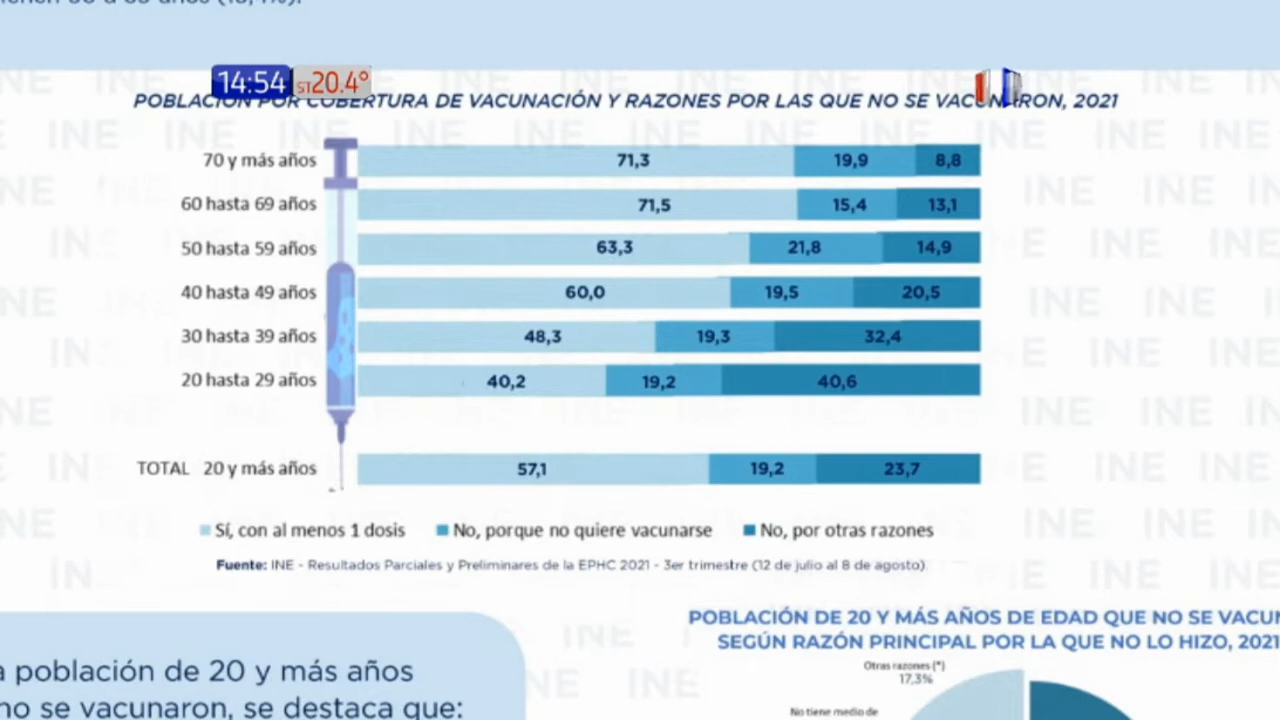 14:54 ST20.4°
POBLACIÓN POR COBERTURA DE VACUNACIÓN Y RAZONES POR LAS QUE NO SE VACUNARON, 2021
70 y más años 71,3 19,9 8,8
60 hasta 69 años 71,5 15,4 13,1
50 hasta 59 años 63,3 21,8 14,9
40 hasta 49 años 60,0 19,5 20,5
30 hasta 39 años 48,3 19,3 32,4
20 hasta 29 años 40,2 19,2 40,6
TOTAL 20 y más años 57,1 19,2 23,7
Sí, con al menos 1 dosis No, porque no quiere vacunarse No, por otras razones
Fuente: INE - Resultados Parciales y Preliminares de la EPHC 2021 - 3er trimestre (12 de julio al 8 de agosto)
POBLACIÓN DE 20 Y MÁS AÑOS DE EDAD QUE NO SE VACUN
SEGÚN RAZÓN PRINCIPAL POR LA QUE NO LO HIZO, 2021
Otras razones (*)
17,3%
No tiene medio de
a población de 20 y más años
no se vacunaron, se destaca que: